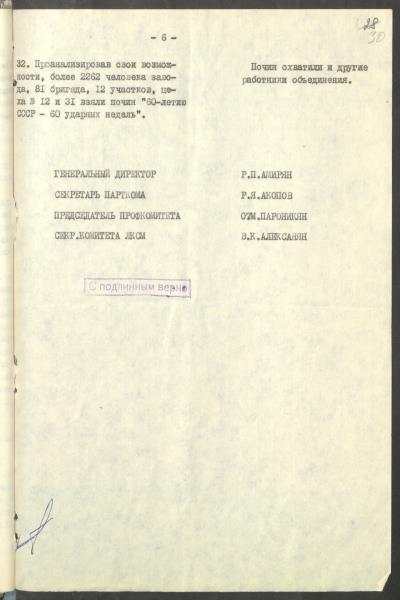 - 6 -
28
30
32. Проанализировав свои возмож-
ности, более 2262 человека заво-
да, 81 бригада, 12 участков, це-
ха № 12 и 31 взяли почин "60-летию
СССР - 60 ударных недель".
Почин охватили и другие
работники объединения.
ГЕНЕРАЛЬНЫЙ ДИРЕКТОР Р.П.АМИРЯН
СЕКРЕТАРЬ ПАРТКОМА Р.Я.АКОПОВ
ПРЕДСЕДАТЕЛЬ ПРОФКОМИТЕТА ПАРОНИКЯН
СЕКР.КОМИТЕТА ЛКСМ В.К.АЛЕКСАНЯН
С подлинным верно